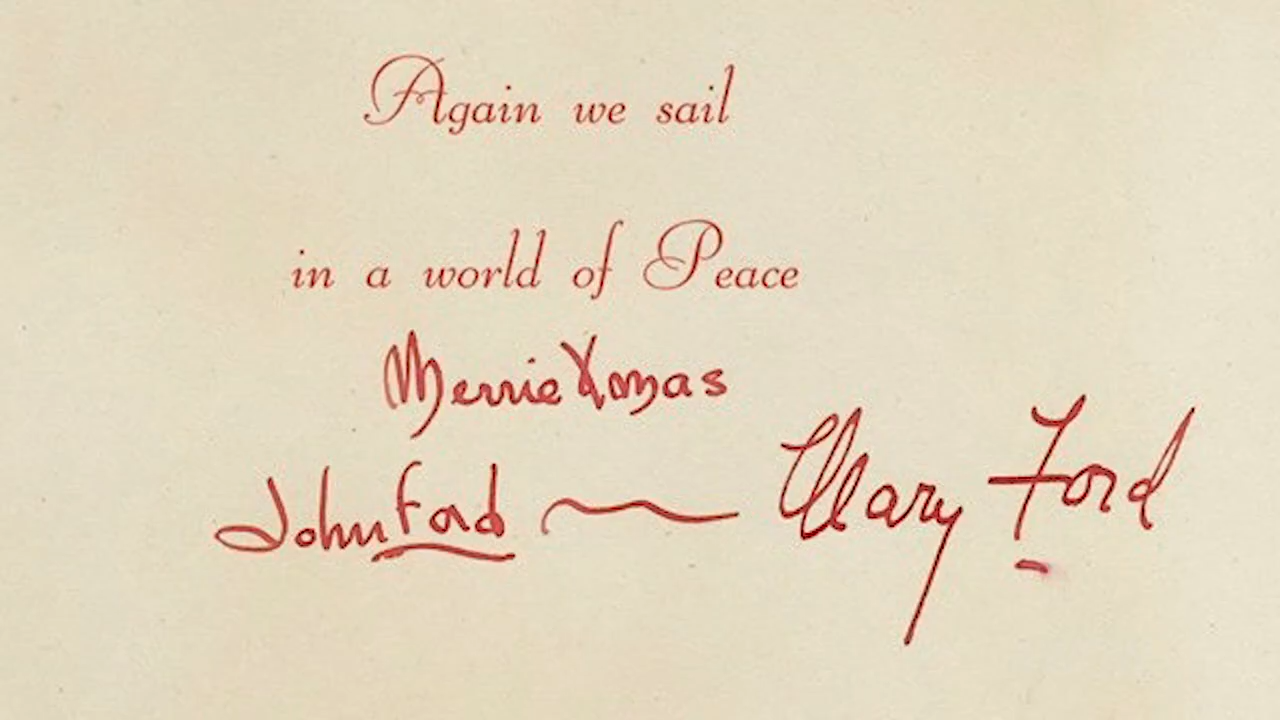 Again we sail
in a world of Peace
Merrie Xmas
John Ford — Mary Ford